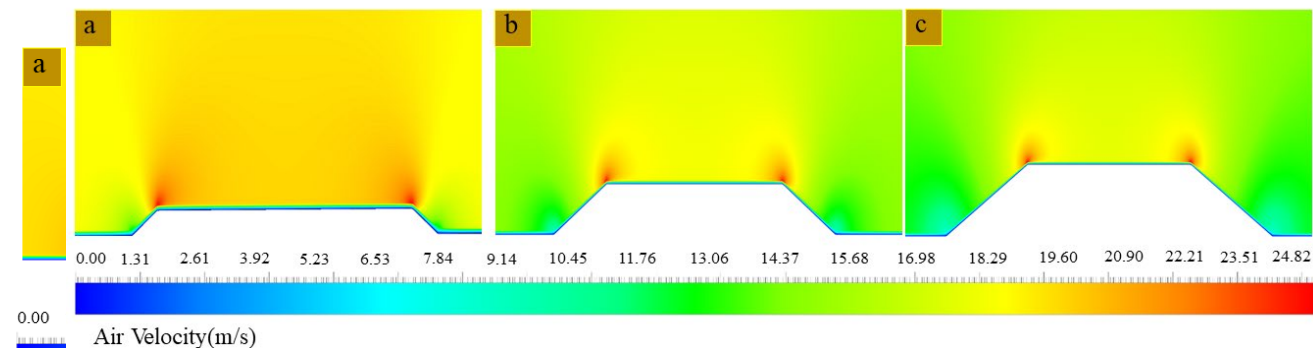 a
a
b
c
0.00 1.31 2.61 3.92 5.23 6.53 7.84 9.14 10.45 11.76 13.06 14.37 15.68 16.98 18.29 19.60 20.90 22.21 23.51 24.82
0.00
Air Velocity(m/s)